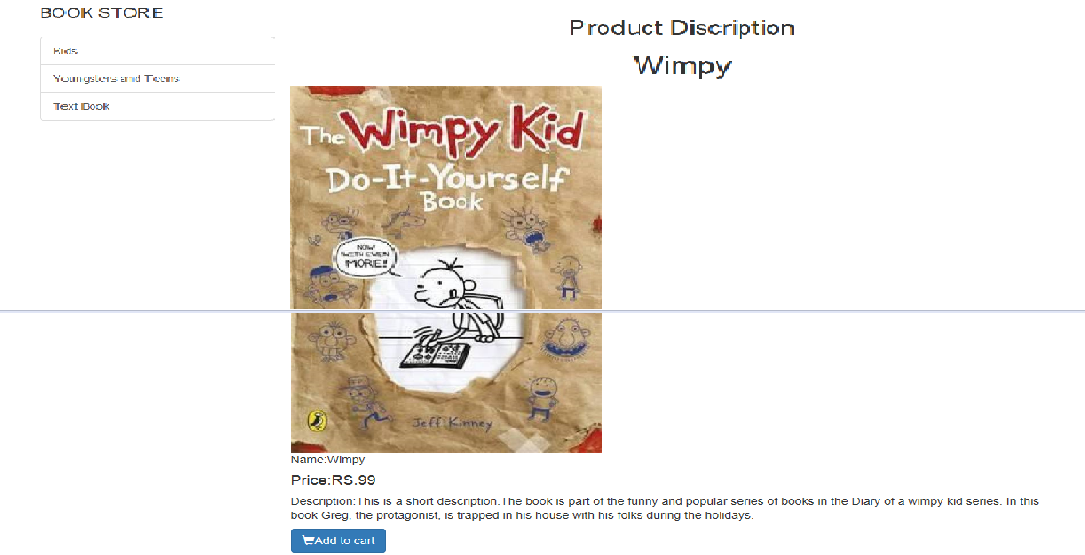 BOOK STORE
Kids
Youngsters and Teens
Text Book
Product Discription
Wimpy
The Wimpy Kid
Do-It-Yourself
Book
NOW
WITH EVEN
MORE!!
Jeff Kinney
Name:Wimpy
Price:RS.99
Description:This is a short description.The book is part of the funny and popular series of books in the Diary of a wimpy kid series. In this
book Greg, the protagonist, is trapped in his house with his folks during the holidays.
Add to cart